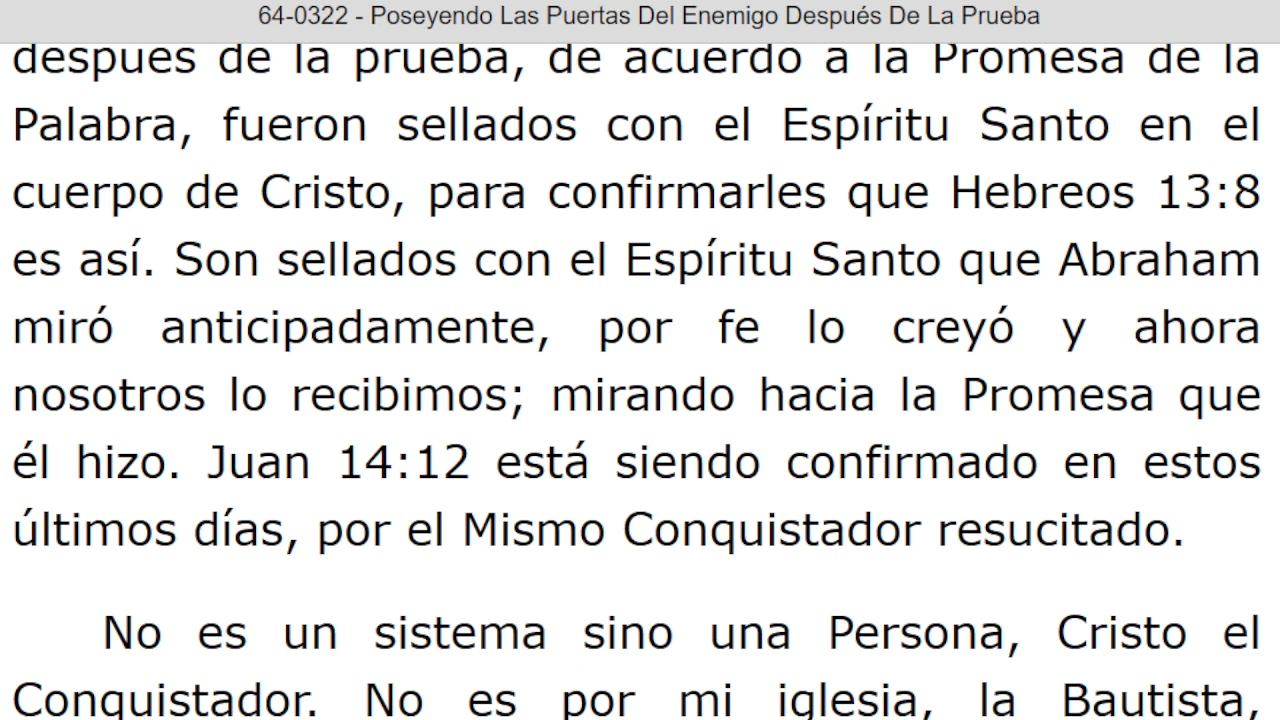 64-0322 - Poseyendo Las Puertas Del Enemigo Después De La Prueba
después de la prueba, de acuerdo a la Promesa de la
Palabra, fueron sellados con el Espíritu Santo en el
cuerpo de Cristo, para confirmarles que Hebreos 13:8
es así. Son sellados con el Espíritu Santo que Abraham
miró anticipadamente, por fe lo creyó y ahora
nosotros lo recibimos; mirando hacia la Promesa que
él hizo. Juan 14:12 está siendo confirmado en estos
últimos días, por el Mismo Conquistador resucitado.
No es un sistema sino una Persona, Cristo el
Conquistador. No es por mi iglesia, la Bautista,